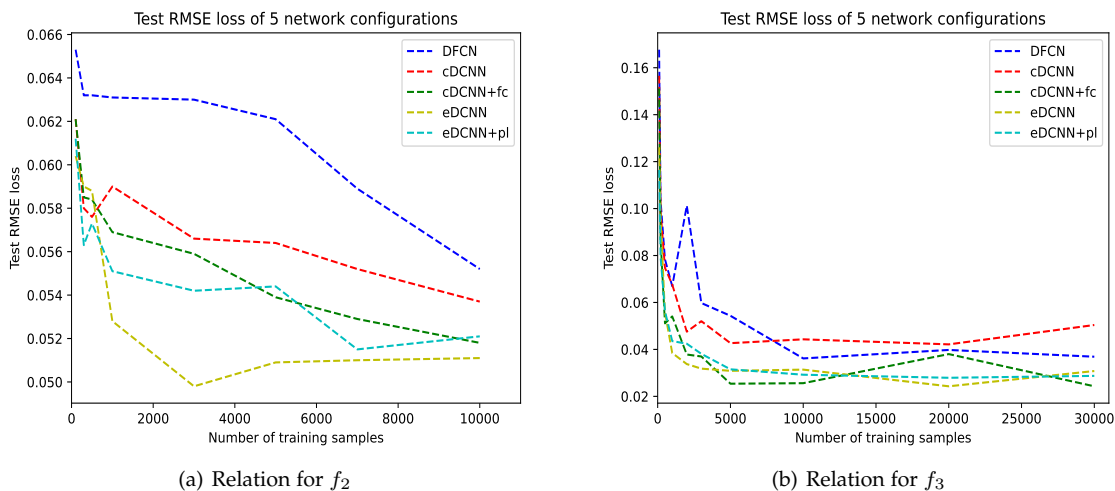 Test RMSE loss of 5 network configurations
0.066
0.064
0.062
0.060
0.058
0.056
0.054
0.052
0.050
Test RMSE loss
DFCN
cDCNN
cDCNN+fc
eDCNN
eDCNN+pl
0 2000 4000 6000 8000 10000
Number of training samples
(a) Relation for f₂
Test RMSE loss of 5 network configurations
0.16
0.14
0.12
0.10
0.08
0.06
0.04
0.02
Test RMSE loss
DFCN
cDCNN
cDCNN+fc
eDCNN
eDCNN+pl
0 5000 10000 15000 20000 25000 30000
Number of training samples
(b) Relation for f₃